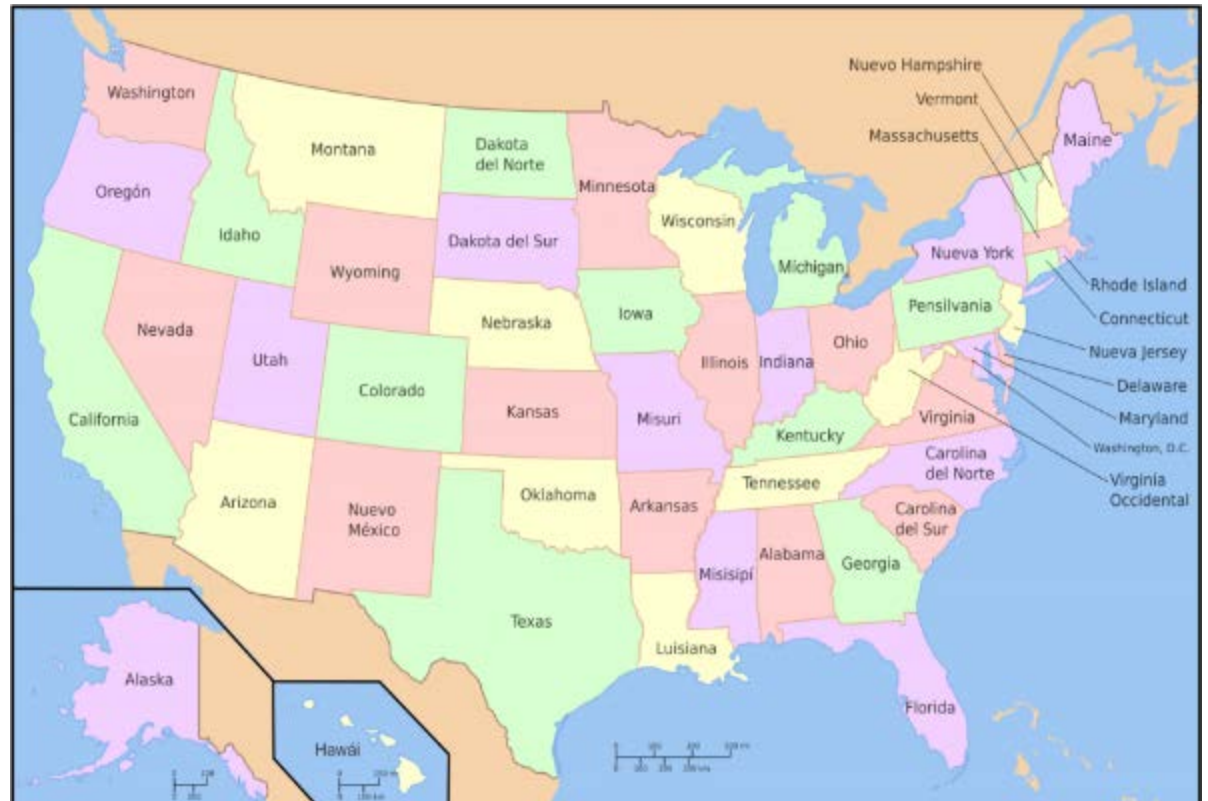 Nuevo Hampshire
Vermont
Massachusetts
Maine
Washington
Montana
Dakota
del Norte
Minnesota
Oregón
Idaho
Wisconsin
Dakota del Sur
Wyoming
Michigan
Nueva York
Rhode Island
Connecticut
Nueva Jersey
Delaware
Maryland
Washington, D.C.
Virginia
Occidental
Nevada
Utah
Colorado
Nebraska
Iowa
Illinois
Indiana
Ohio
Pensilvania
California
Kansas
Misuri
Kentucky
Virginia
Carolina
del Norte
Arizona
Nuevo
México
Oklahoma
Arkansas
Tennessee
Carolina
del Sur
Misisipí
Alabama
Georgia
Texas
Luisiana
Florida
Alaska
Hawái